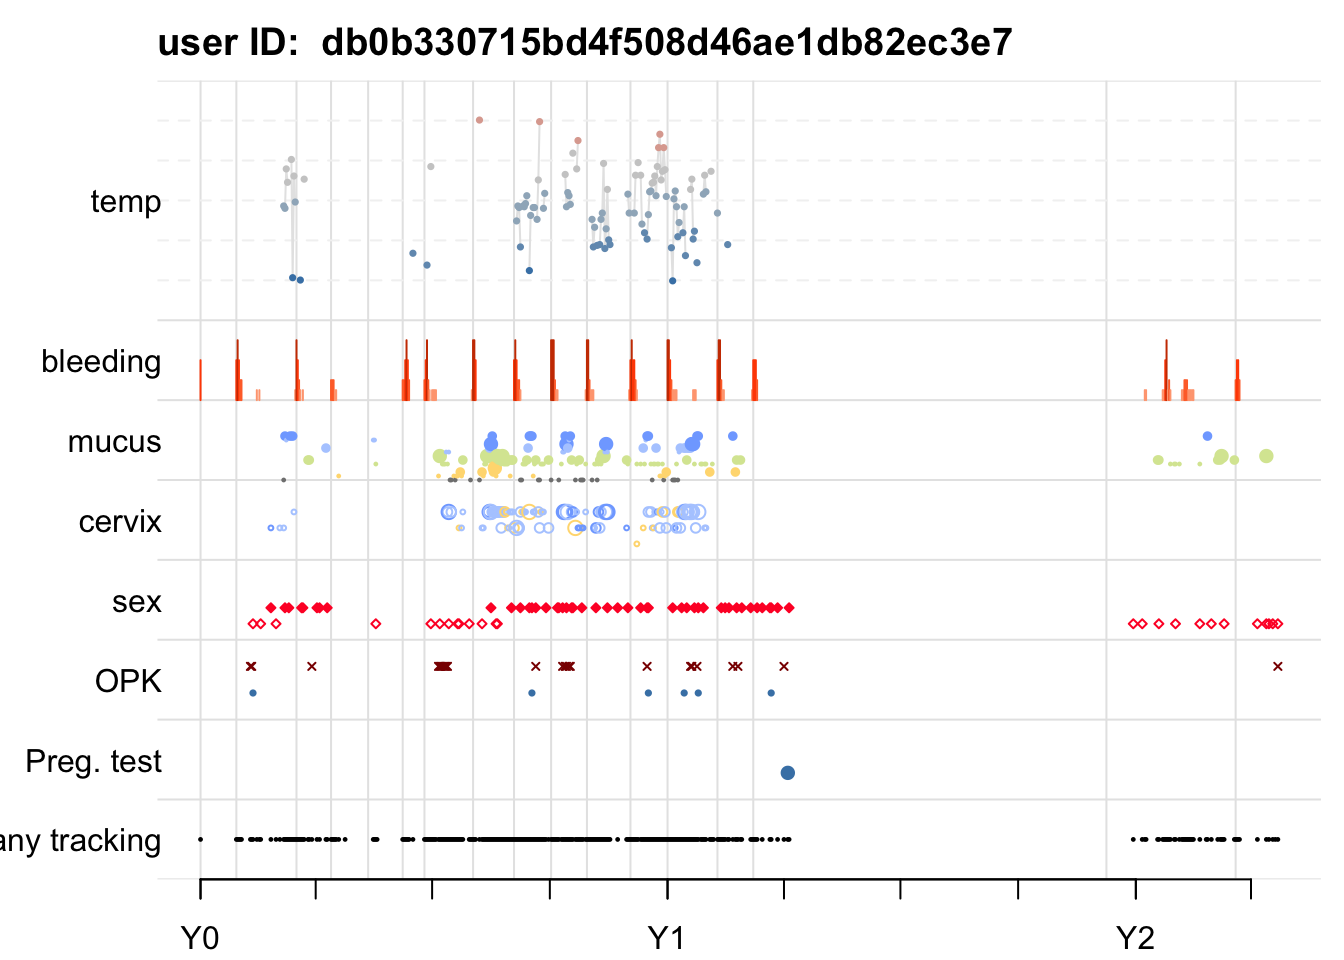 user ID:  db0b330715bd4f508d46ae1db82ec3e7
temp
bleeding
mucus
cervix
sex
OPK
Preg. test
any tracking
Y0
Y1
Y2